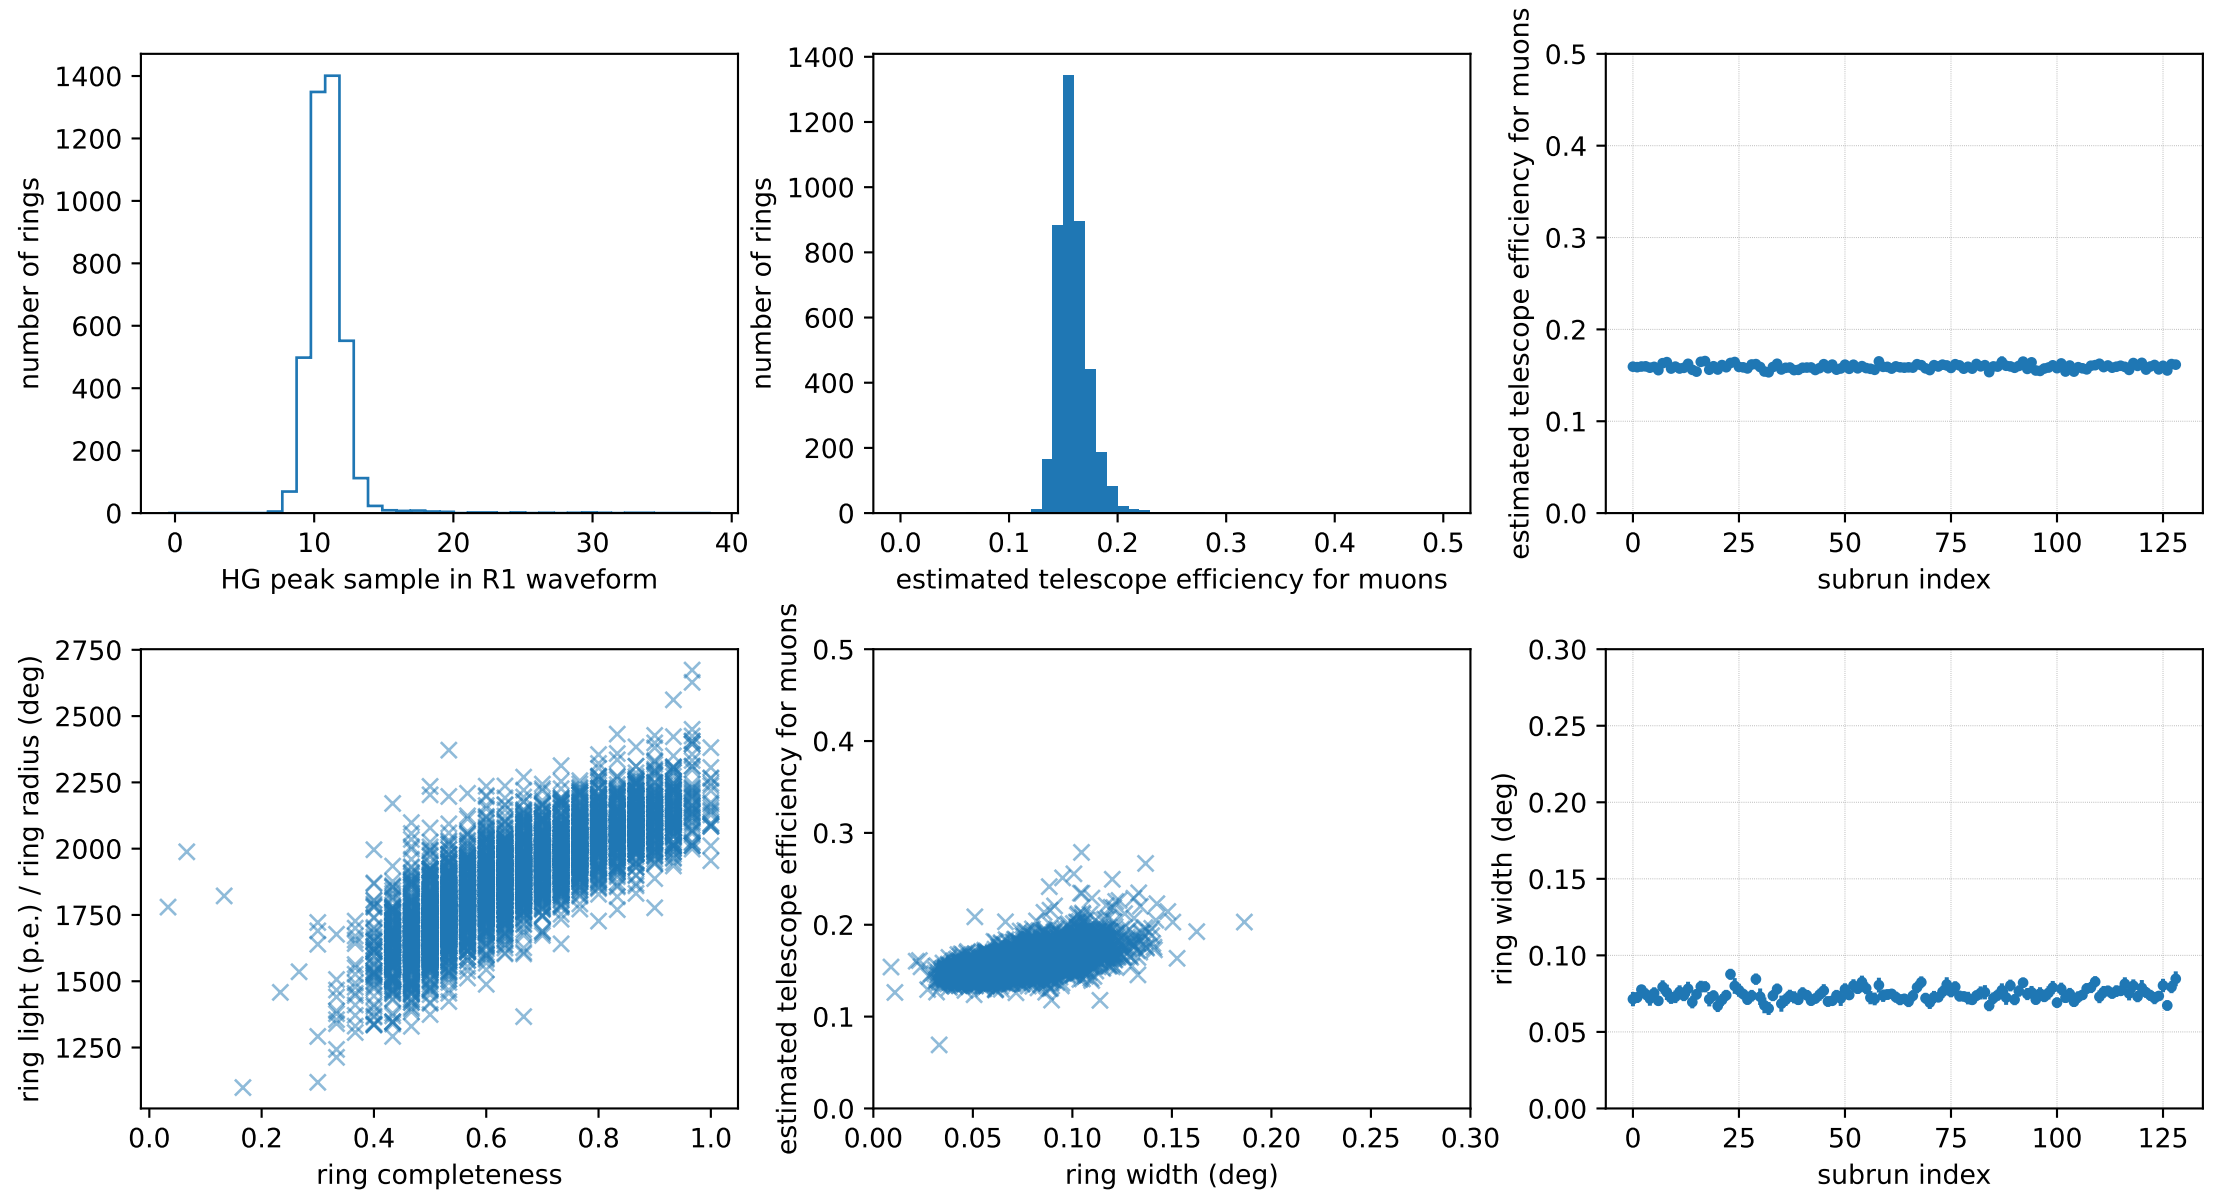 number of rings
1400
1200
1000
800
600
400
200
0
0 10 20 30 40
HG peak sample in R1 waveform
number of rings
1400
1200
1000
800
600
400
200
0
0.0 0.1 0.2 0.3 0.4 0.5
estimated telescope efficiency for muons
estimated telescope efficiency for muons
0.5
0.4
0.3
0.2
0.1
0.0
0 25 50 75 100 125
subrun index
ring light (p.e.) / ring radius (deg)
2750
2500
2250
2000
1750
1500
1250
0.0 0.2 0.4 0.6 0.8 1.0
ring completeness
estimated telescope efficiency for muons
0.5
0.4
0.3
0.2
0.1
0.0
0.00 0.05 0.10 0.15 0.20 0.25 0.30
ring width (deg)
ring width (deg)
0.30
0.25
0.20
0.15
0.10
0.05
0.00
0 25 50 75 100 125
subrun index